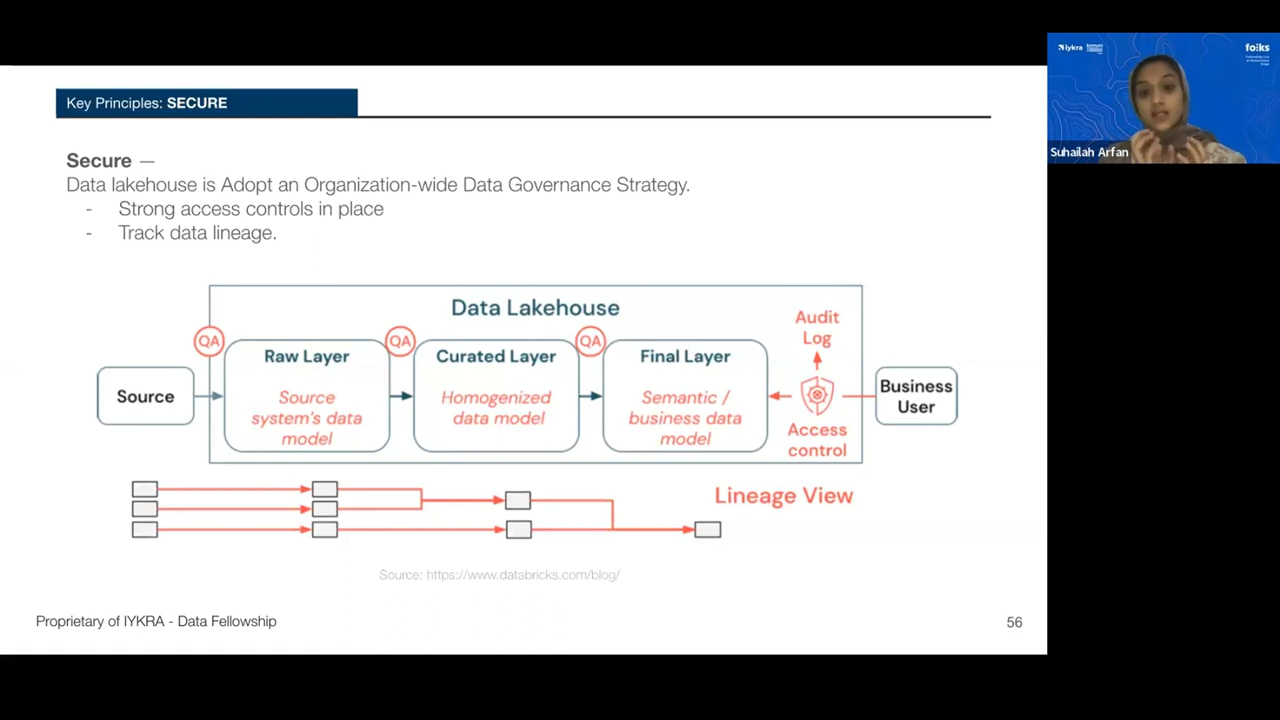 Key Principles: SECURE
Secure —
Data lakehouse is Adopt an Organization-wide Data Governance Strategy.
- Strong access controls in place
- Track data lineage.
Data Lakehouse
QA
QA
QA
Raw Layer
Source
system's data
model
Curated Layer
Homogenized
data model
Final Layer
Semantic /
business data
model
Audit
Log
Access
control
Source
Business
User
Lineage View
Source: https://www.databricks.com/blog/
Proprietary of IYKRA - Data Fellowship
56
iykra
fo:ks
Suhailah Arfan